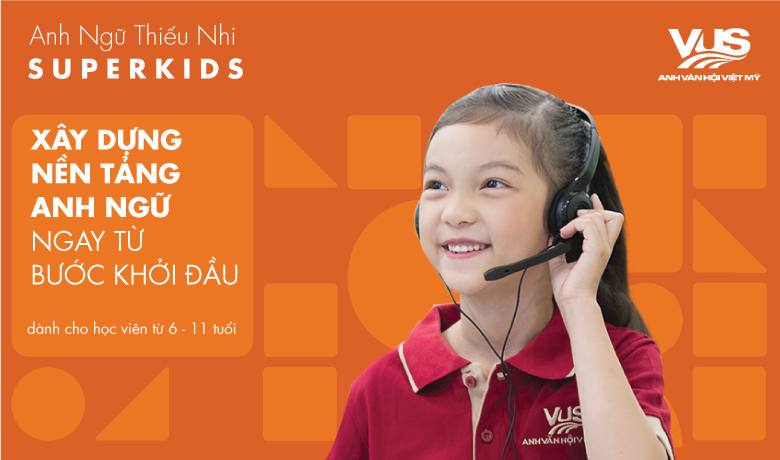 Anh Ngữ Thiếu Nhi
SUPERKIDS
VUS
ANH VĂN HỘI VIỆT MỸ
XÂY DỰNG
NỀN TẢNG
ANH NGỮ
NGAY TỪ
BƯỚC KHỞI ĐẦU
dành cho học viên từ 6 - 11 tuổi
VUS
ANH VĂN HỘI V